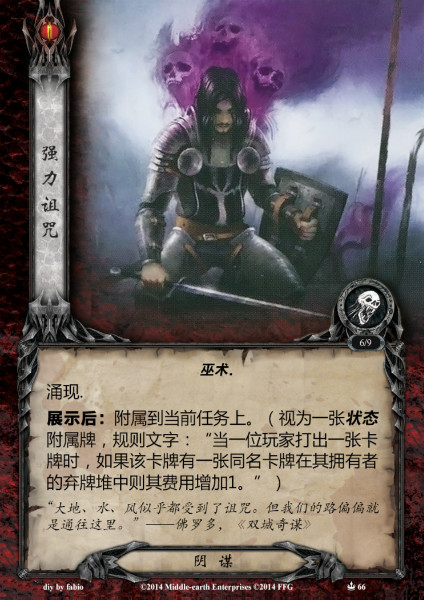 强力诅咒
6/9
巫术.
涌现.
展示后：附属到当前任务上。（视为一张状态
附属牌，规则文字：“当一位玩家打出一张卡
牌时，如果该卡牌有一张同名卡牌在其拥有者
的弃牌堆中则其费用增加1。”）
“大地、水、风似乎都受到了诅咒。但我们的路偏偏就
是通往这里。”——佛罗多，《双城奇谋》
阴 谋
diy by fabio ©2014 Middle-earth Enterprises ©2014 FFG 66